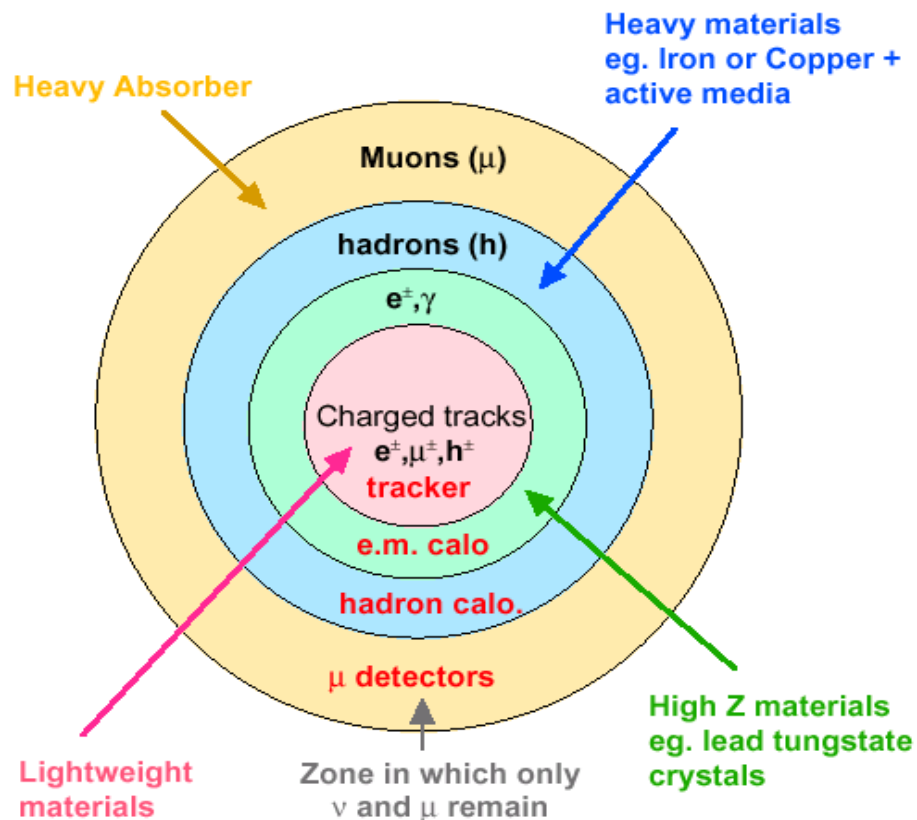 Heavy materials
eg. Iron or Copper +
active media
Heavy Absorber
Muons (μ)
hadrons (h)
e±,γ
Charged tracks
e±,μ±,h±
tracker
e.m. calo
hadron calo.
μ detectors
High Z materials
eg. lead tungstate
crystals
Lightweight
materials
Zone in which only
ν and μ remain